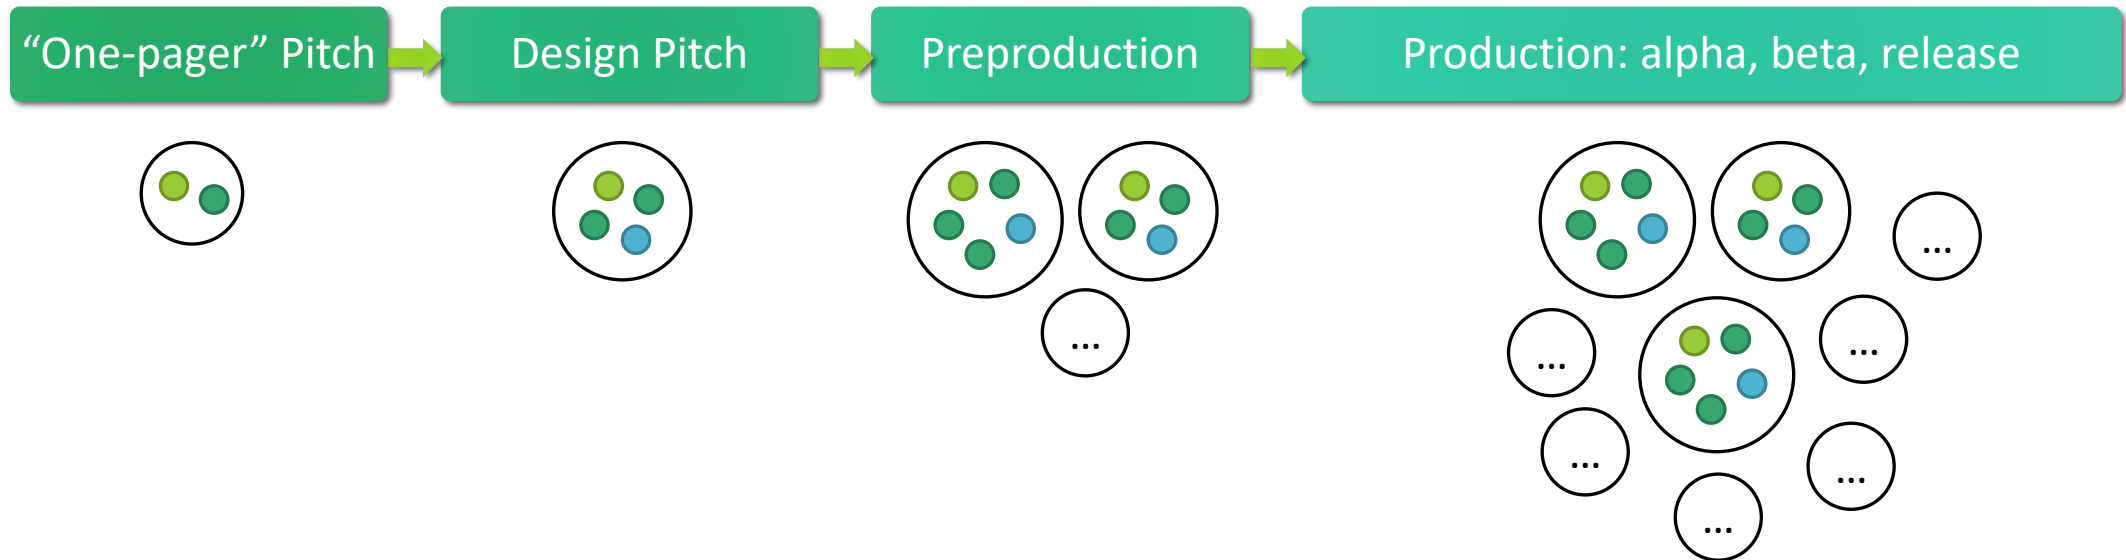 “One-pager” Pitch
Design Pitch
Preproduction
Production: alpha, beta, release
...
...
...
...
...
...
...